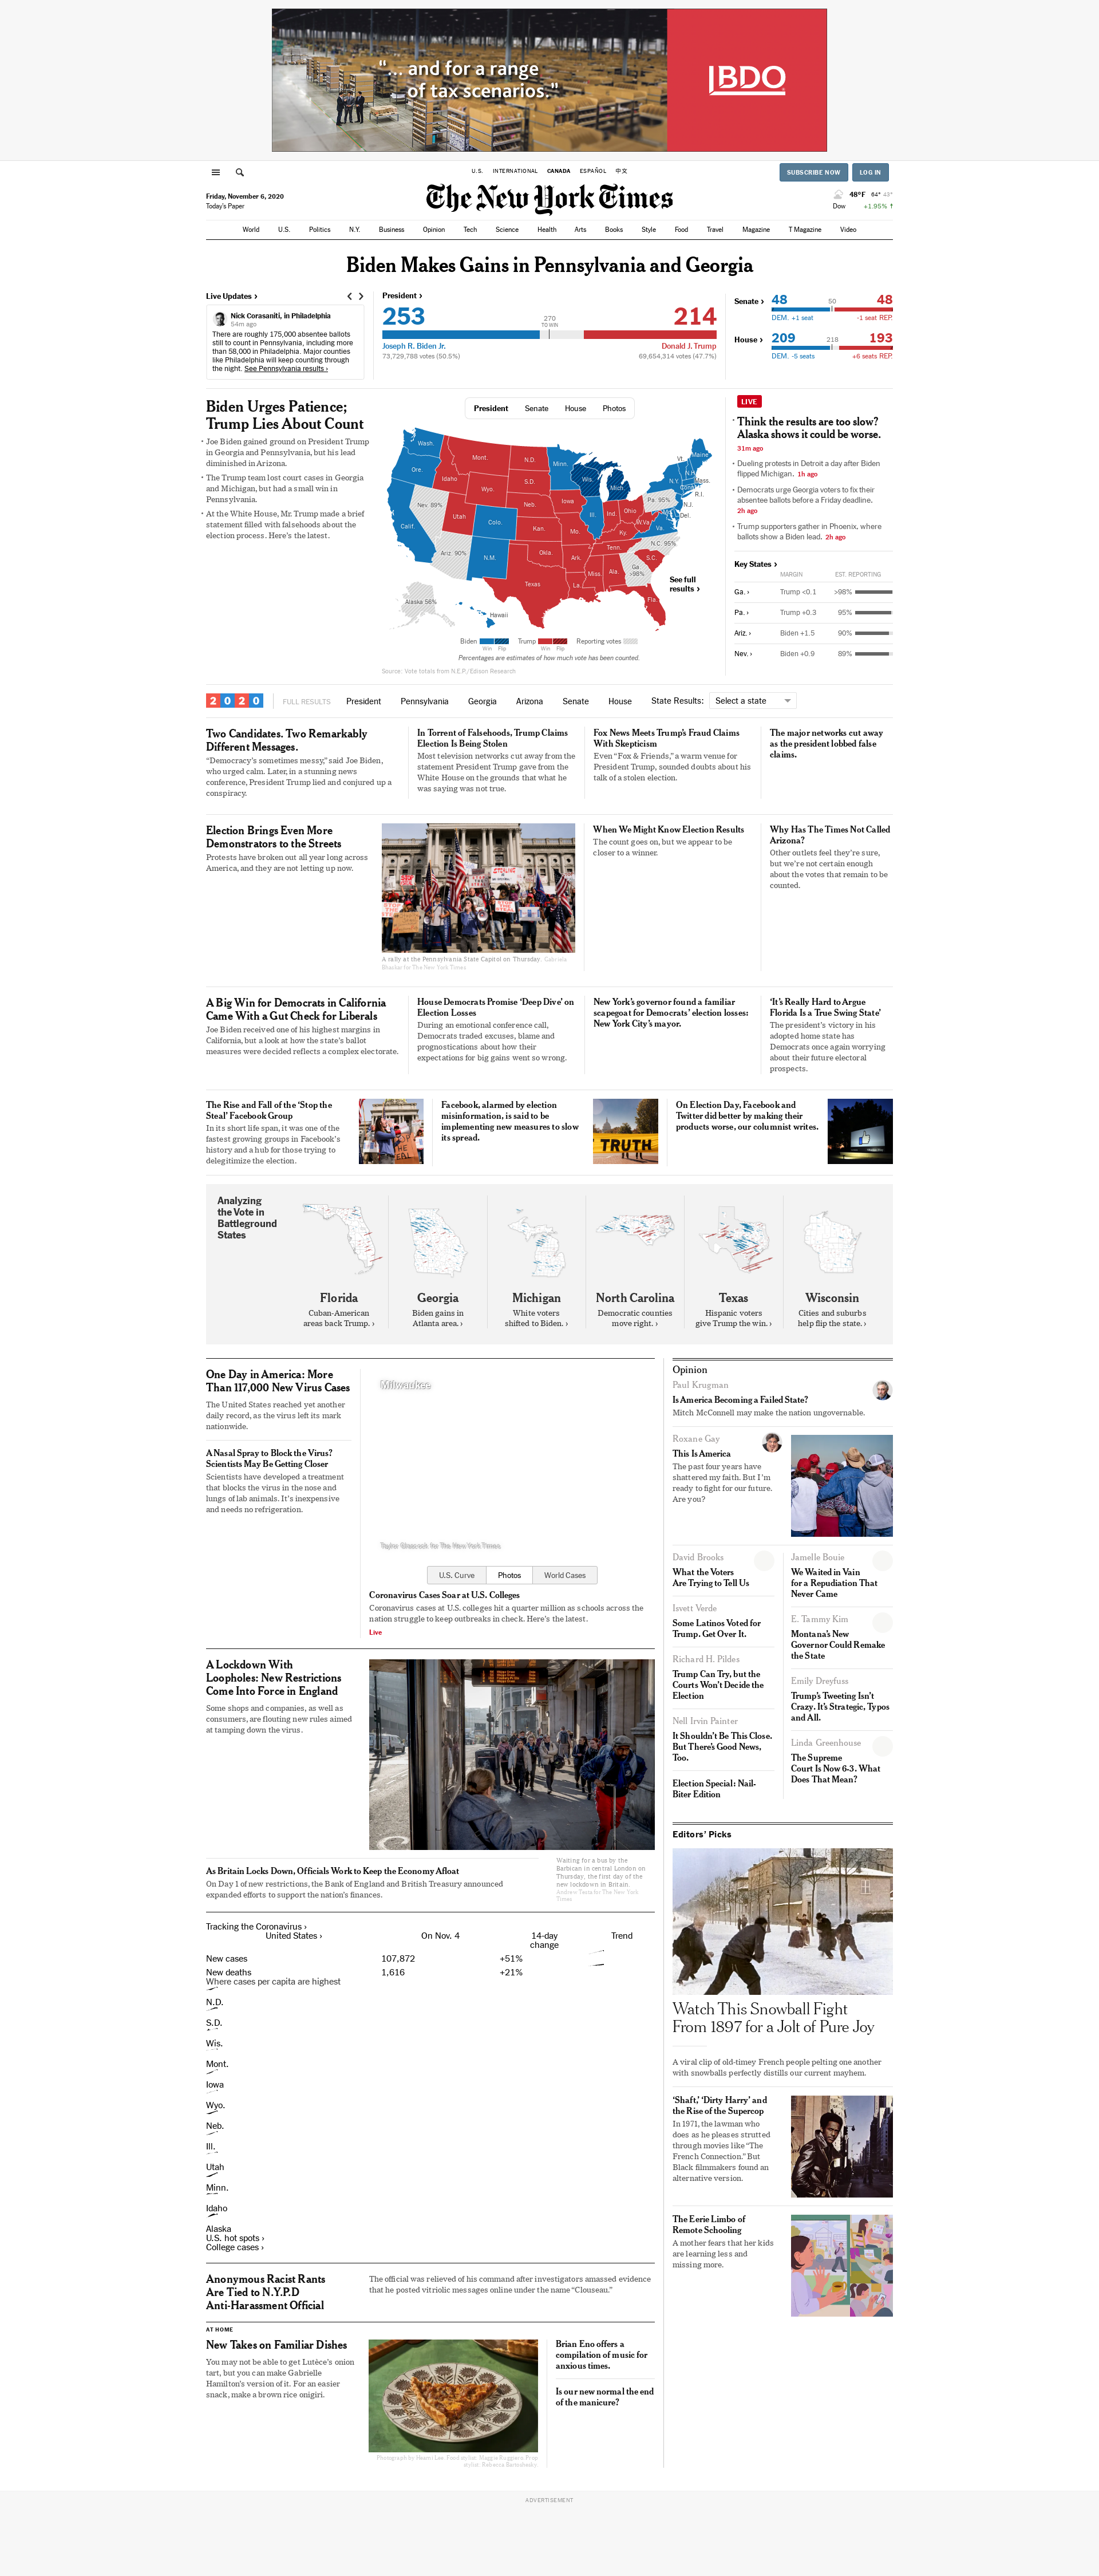 “... and for a range
of tax scenarios.”
IBDO
U.S.
INTERNATIONAL
CANADA
ESPAÑOL
中文
SUBSCRIBE NOW
LOG IN
Friday, November 6, 2020
Today’s Paper
The New York Times
48°F 64° 43°
Dow +1.95% ↑
World
U.S.
Politics
N.Y.
Business
Opinion
Tech
Science
Health
Arts
Books
Style
Food
Travel
Magazine
T Magazine
Video
Biden Makes Gains in Pennsylvania and Georgia
Live Updates ›
Nick Corasaniti, in Philadelphia
54m ago
There are roughly 175,000 absentee ballots
still to count in Pennsylvania, including more
than 58,000 in Philadelphia. Major counties
like Philadelphia will keep counting through
the night. See Pennsylvania results ›
President ›
253
270
TO WIN
214
Joseph R. Biden Jr.
Donald J. Trump
73,729,788 votes (50.5%)
69,654,314 votes (47.7%)
Senate ›
48
50
48
DEM. +1 seat
-1 seat REP.
House ›
209
218
193
DEM. -5 seats
+6 seats REP.
Biden Urges Patience;
Trump Lies About Count
• Joe Biden gained ground on President Trump
in Georgia and Pennsylvania, but his lead
diminished in Arizona.
• The Trump team lost court cases in Georgia
and Michigan, but had a small win in
Pennsylvania.
• At the White House, Mr. Trump made a brief
statement filled with falsehoods about the
election process. Here’s the latest.
President
Senate
House
Photos
Wash.
Ore.
Calif.
Nev. 89%
Idaho
Mont.
Wyo.
Utah
Colo.
Ariz. 90%
N.M.
N.D.
S.D.
Neb.
Kan.
Okla.
Texas
Minn.
Iowa
Mo.
Ark.
La.
Wis.
Ill.
Mich.
Ind.
Ohio
Ky.
Tenn.
Miss.
Ala.
Ga.
>98%
Fla.
S.C.
N.C. 95%
Va.
W.Va.
Pa. 95%
N.Y.
Vt.
N.H.
Maine
Mass.
R.I.
Conn.
N.J.
Del.
Alaska 56%
Hawaii
See full
results ›
Biden
Win
Flip
Trump
Win
Flip
Reporting votes
Percentages are estimates of how much vote has been counted.
Source: Vote totals from N.E.P./Edison Research
LIVE
• Think the results are too slow?
Alaska shows it could be worse.
31m ago
• Dueling protests in Detroit a day after Biden
flipped Michigan. 1h ago
• Democrats urge Georgia voters to fix their
absentee ballots before a Friday deadline.
2h ago
• Trump supporters gather in Phoenix, where
ballots show a Biden lead. 2h ago
Key States ›
MARGIN
EST. REPORTING
Ga. › Trump <0.1 >98%
Pa. › Trump +0.3 95%
Ariz. › Biden +1.5 90%
Nev. › Biden +0.9 89%
2020
FULL RESULTS
President
Pennsylvania
Georgia
Arizona
Senate
House
State Results:
Select a state
Two Candidates. Two Remarkably
Different Messages.
“Democracy’s sometimes messy,” said Joe Biden,
who urged calm. Later, in a stunning news
conference, President Trump lied and conjured up a
conspiracy.
In Torrent of Falsehoods, Trump Claims
Election Is Being Stolen
Most television networks cut away from the
statement President Trump gave from the
White House on the grounds that what he
was saying was not true.
Fox News Meets Trump’s Fraud Claims
With Skepticism
Even “Fox & Friends,” a warm venue for
President Trump, sounded doubts about his
talk of a stolen election.
The major networks cut away
as the president lobbed false
claims.
Election Brings Even More
Demonstrators to the Streets
Protests have broken out all year long across
America, and they are not letting up now.
A rally at the Pennsylvania State Capitol on Thursday. Gabriela
Bhaskar for The New York Times
When We Might Know Election Results
The count goes on, but we appear to be
closer to a winner.
Why Has The Times Not Called
Arizona?
Other outlets feel they’re sure,
but we’re not certain enough
about the votes that remain to be
counted.
A Big Win for Democrats in California
Came With a Gut Check for Liberals
Joe Biden received one of his highest margins in
California, but a look at how the state’s ballot
measures were decided reflects a complex electorate.
House Democrats Promise ‘Deep Dive’ on
Election Losses
During an emotional conference call,
Democrats traded excuses, blame and
prognostications about how their
expectations for big gains went so wrong.
New York’s governor found a familiar
scapegoat for Democrats’ election losses:
New York City’s mayor.
‘It’s Really Hard to Argue
Florida Is a True Swing State’
The president’s victory in his
adopted home state has
Democrats once again worrying
about their future electoral
prospects.
The Rise and Fall of the ‘Stop the
Steal’ Facebook Group
In its short life span, it was one of the
fastest growing groups in Facebook’s
history and a hub for those trying to
delegitimize the election.
Facebook, alarmed by election
misinformation, is said to be
implementing new measures to slow
its spread.
TRUTH
On Election Day, Facebook and
Twitter did better by making their
products worse, our columnist writes.
Analyzing
the Vote in
Battleground
States
Florida
Cuban-American
areas back Trump. ›
Georgia
Biden gains in
Atlanta area. ›
Michigan
White voters
shifted to Biden. ›
North Carolina
Democratic counties
move right. ›
Texas
Hispanic voters
give Trump the win. ›
Wisconsin
Cities and suburbs
help flip the state. ›
One Day in America: More
Than 117,000 New Virus Cases
The United States reached yet another
daily record, as the virus left its mark
nationwide.
A Nasal Spray to Block the Virus?
Scientists May Be Getting Closer
Scientists have developed a treatment
that blocks the virus in the nose and
lungs of lab animals. It’s inexpensive
and needs no refrigeration.
Milwaukee
Taylor Glascock for The New York Times
U.S. Curve
Photos
World Cases
Coronavirus Cases Soar at U.S. Colleges
Coronavirus cases at U.S. colleges hit a quarter million as schools across the
nation struggle to keep outbreaks in check. Here’s the latest.
Live
A Lockdown With
Loopholes: New Restrictions
Come Into Force in England
Some shops and companies, as well as
consumers, are flouting new rules aimed
at tamping down the virus.
Waiting for a bus by the
Barbican in central London on
Thursday, the first day of the
new lockdown in Britain.
Andrew Testa for The New York
Times
As Britain Locks Down, Officials Work to Keep the Economy Afloat
On Day 1 of new restrictions, the Bank of England and British Treasury announced
expanded efforts to support the nation’s finances.
Tracking the Coronavirus ›
United States ›
On Nov. 4
14-day
change
Trend
New cases 107,872 +51%
New deaths 1,616 +21%
Where cases per capita are highest
N.D.
S.D.
Wis.
Mont.
Iowa
Wyo.
Neb.
Ill.
Utah
Minn.
Idaho
Alaska
U.S. hot spots ›
College cases ›
Anonymous Racist Rants
Are Tied to N.Y.P.D
Anti-Harassment Official
The official was relieved of his command after investigators amassed evidence
that he posted vitriolic messages online under the name “Clouseau.”
AT HOME
New Takes on Familiar Dishes
You may not be able to get Lutèce’s onion
tart, but you can make Gabrielle
Hamilton’s version of it. For an easier
snack, make a brown rice onigiri.
Photograph by Heami Lee. Food stylist: Maggie Ruggiero. Prop
stylist: Rebecca Bartoshesky.
Brian Eno offers a
compilation of music for
anxious times.
Is our new normal the end
of the manicure?
Opinion
Paul Krugman
Is America Becoming a Failed State?
Mitch McConnell may make the nation ungovernable.
Roxane Gay
This Is America
The past four years have
shattered my faith. But I’m
ready to fight for our future.
Are you?
David Brooks
What the Voters
Are Trying to Tell Us
Isvett Verde
Some Latinos Voted for
Trump. Get Over It.
Richard H. Pildes
Trump Can Try, but the
Courts Won’t Decide the
Election
Nell Irvin Painter
It Shouldn’t Be This Close.
But There’s Good News,
Too.
Election Special: Nail-
Biter Edition
Jamelle Bouie
We Waited in Vain
for a Repudiation That
Never Came
E. Tammy Kim
Montana’s New
Governor Could Remake
the State
Emily Dreyfuss
Trump’s Tweeting Isn’t
Crazy. It’s Strategic, Typos
and All.
Linda Greenhouse
The Supreme
Court Is Now 6-3. What
Does That Mean?
Editors’ Picks
Watch This Snowball Fight
From 1897 for a Jolt of Pure Joy
A viral clip of old-timey French people pelting one another
with snowballs perfectly distills our current mayhem.
‘Shaft,’ ‘Dirty Harry’ and
the Rise of the Supercop
In 1971, the lawman who
does as he pleases strutted
through movies like “The
French Connection.” But
Black filmmakers found an
alternative version.
The Eerie Limbo of
Remote Schooling
A mother fears that her kids
are learning less and
missing more.
ADVERTISEMENT